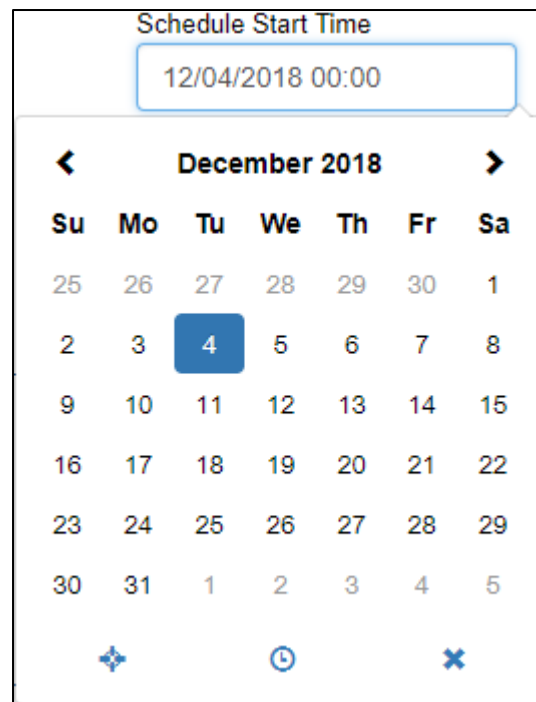 Schedule Start Time
12/04/2018 00:00
December 2018
Su Mo Tu We Th Fr Sa
25 26 27 28 29 30 1
2 3 4 5 6 7 8
9 10 11 12 13 14 15
16 17 18 19 20 21 22
23 24 25 26 27 28 29
30 31 1 2 3 4 5